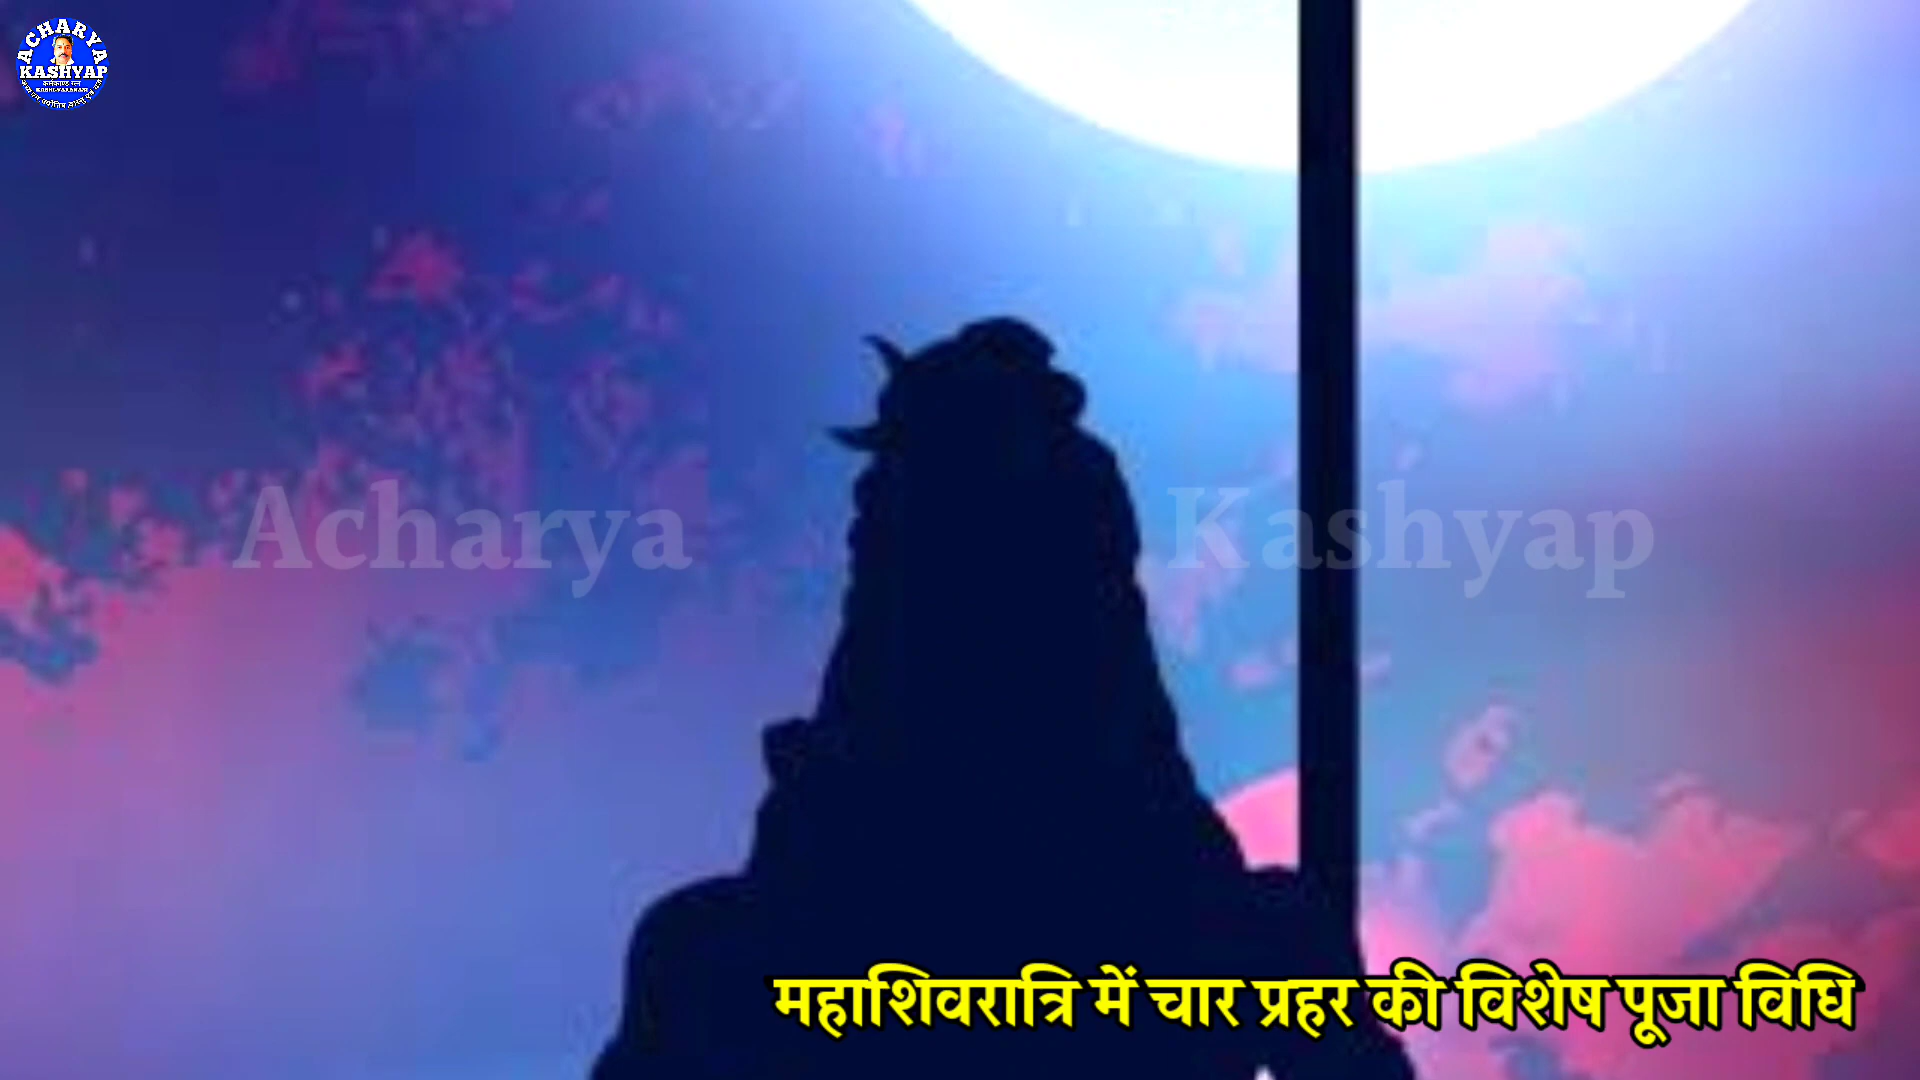 ACHARYA
KASHYAP
Acharya Kashyap
महाशिवरात्रि में चार प्रहर की विशेष पूजा विधि